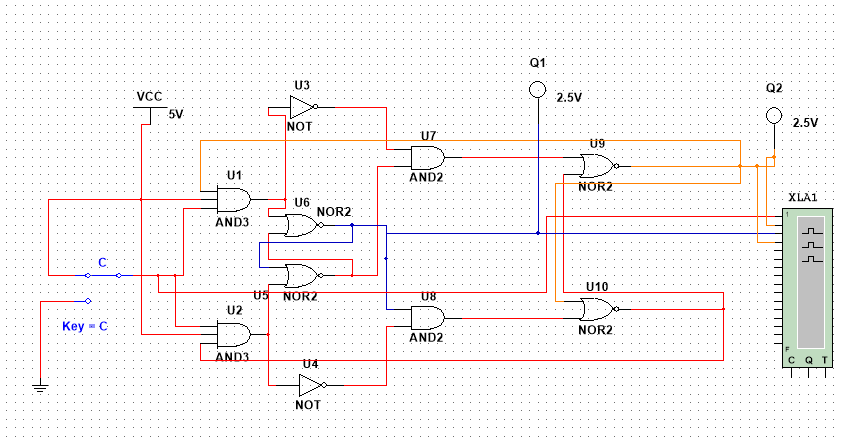 Q1
2.5V
Q2
2.5V
VCC
5V
U3
NOT
U7
AND2
U9
NOR2
U1
AND3
U6
NOR2
XLA1
1
C
Key = C
U5
NOR2
U2
AND3
U8
AND2
U10
NOR2
U4
NOT
F
C Q T